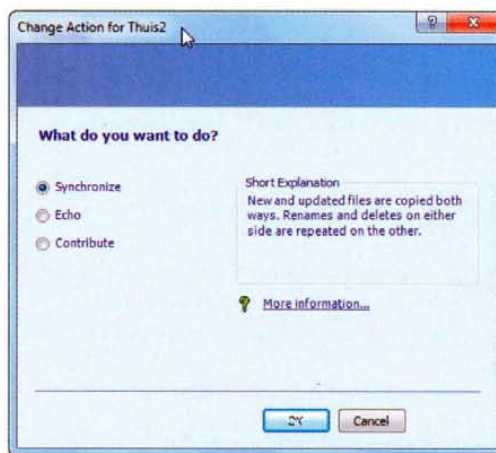 Change Action for Thuis2
What do you want to do?
Synchronize
Echo
Contribute
Short Explanation
New and updated files are copied both
ways. Renames and deletes on either
side are repeated on the other.
More information...
OK
Cancel